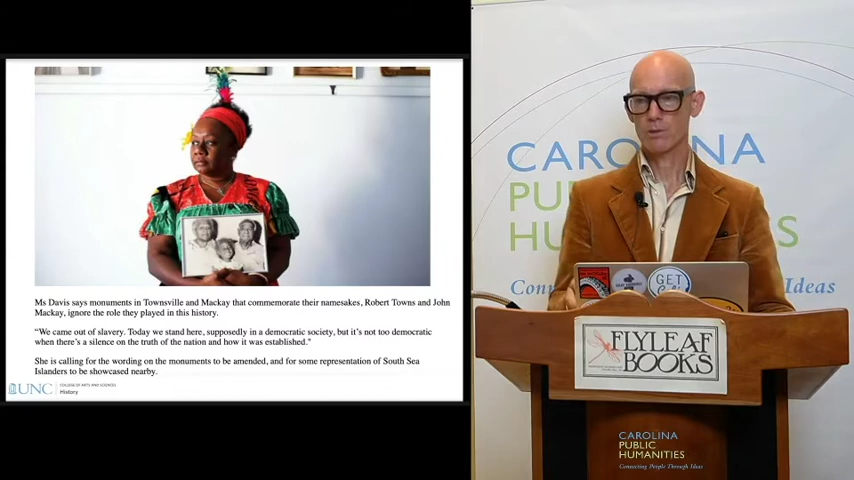 Ms Davis says monuments in Townsville and Mackay that commemorate their namesakes, Robert Towns and John
Mackay, ignore the role they played in this history.
“We came out of slavery. Today we stand here, supposedly in a democratic society, but it’s not too democratic
when there’s a silence on the truth of the nation and how it was established."
She is calling for the wording on the monuments to be amended, and for some representation of South Sea
Islanders to be showcased nearby.
UNC
COLLEGE OF ARTS AND SCIENCES
History
CAROLINA
PUB
HUMANITIES
Conn
Ideas
GET
FLYLEAF
BOOKS
CAROLINA
PUBLIC
HUMANITIES
Connecting People Through Ideas